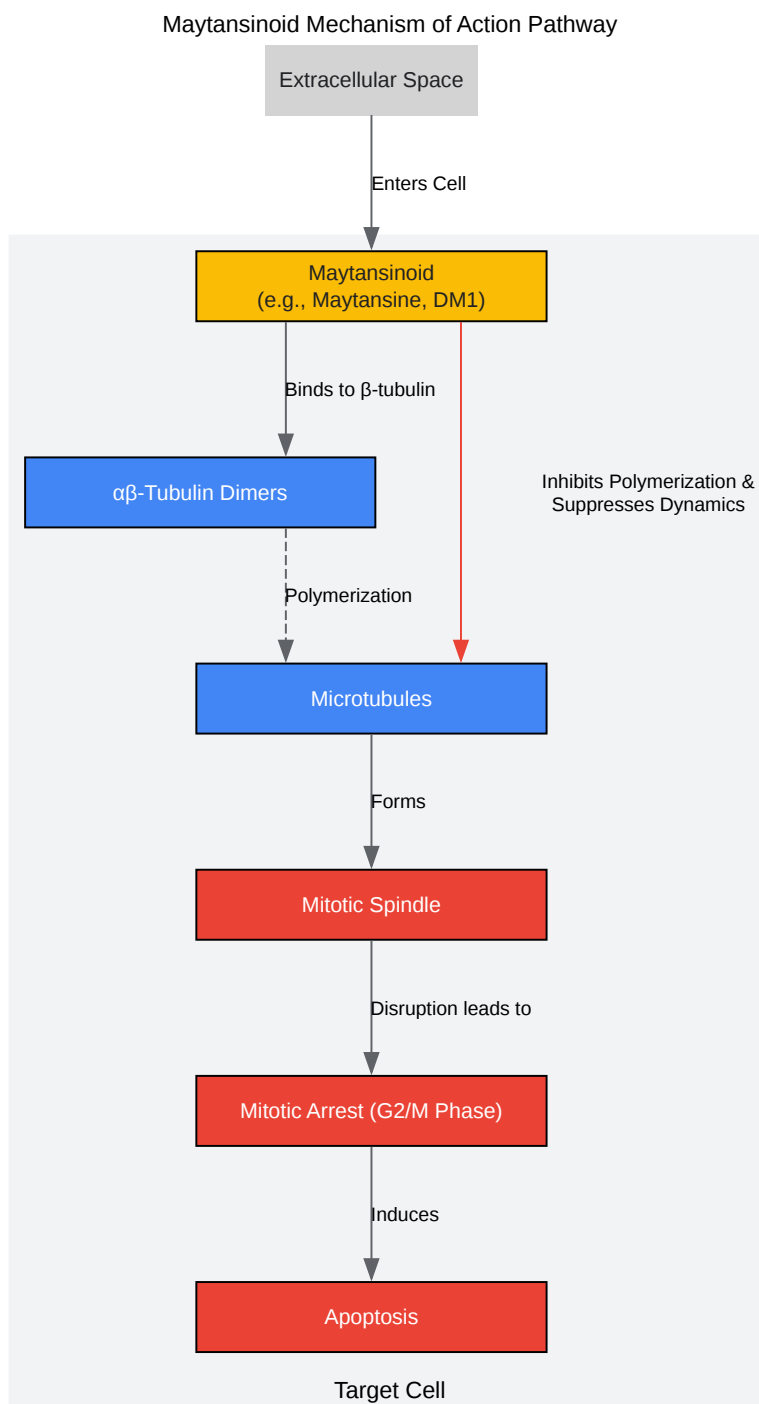 Maytansinoid Mechanism of Action Pathway
Extracellular Space
Enters Cell
Maytansinoid
(e.g., Maytansine, DM1)
Binds to β-tubulin
αβ-Tubulin Dimers
Inhibits Polymerization &
Suppresses Dynamics
Polymerization
Microtubules
Forms
Mitotic Spindle
Disruption leads to
Mitotic Arrest (G2/M Phase)
Induces
Apoptosis
Target Cell